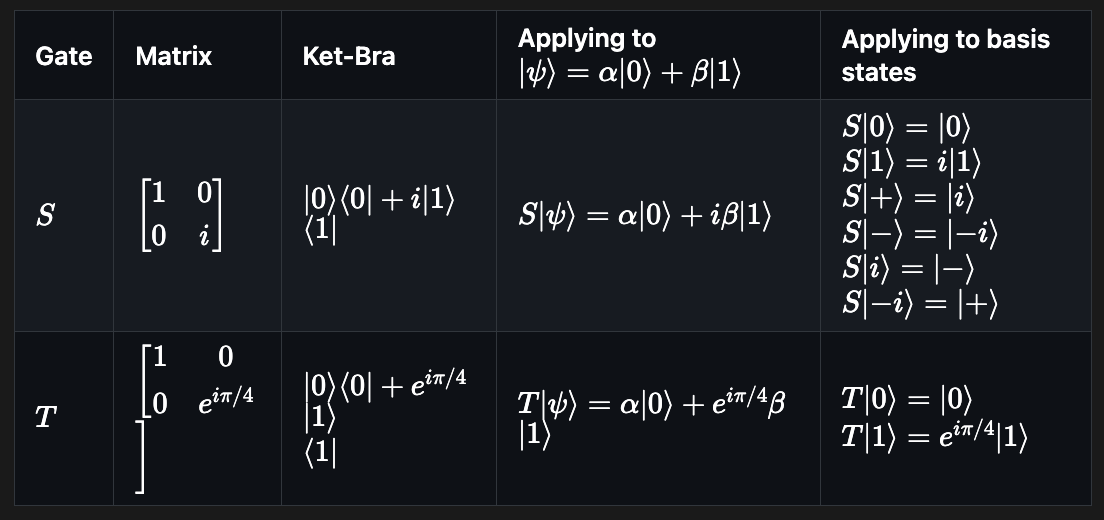 Gate
Matrix
Ket-Bra
Applying to
|ψ⟩ = α|0⟩ + β|1⟩
Applying to basis
states
S
[1 0]
[0 i]
|0⟩⟨0| + i|1⟩
⟨1|
S|ψ⟩ = α|0⟩ + iβ|1⟩
S|0⟩ = |0⟩
S|1⟩ = i|1⟩
S|+⟩ = |i⟩
S|−⟩ = |−i⟩
S|i⟩ = |−⟩
S|−i⟩ = |+⟩
T
[1 0
0 e^{iπ/4}
]
|0⟩⟨0| + e^{iπ/4}
|1⟩
⟨1|
T|ψ⟩ = α|0⟩ + e^{iπ/4}β
|1⟩
T|0⟩ = |0⟩
T|1⟩ = e^{iπ/4}|1⟩